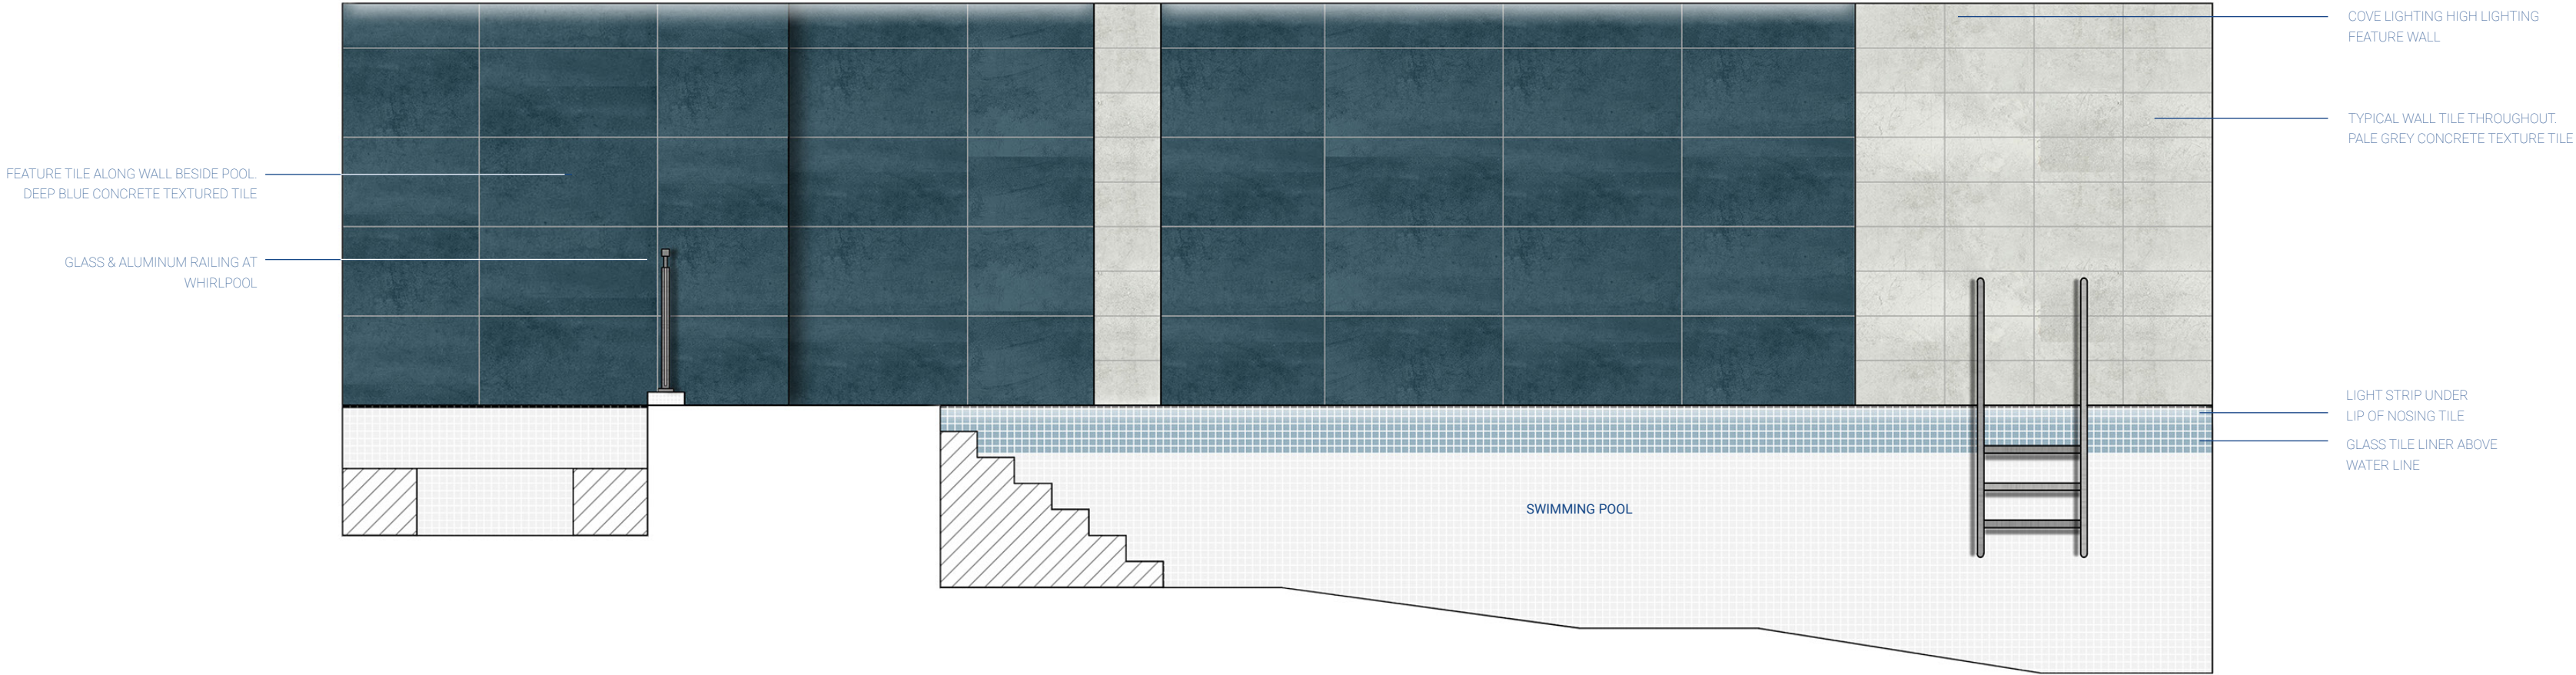 FEATURE TILE ALONG WALL BESIDE POOL.
DEEP BLUE CONCRETE TEXTURED TILE
GLASS & ALUMINUM RAILING AT
WHIRLPOOL
SWIMMING POOL
COVE LIGHTING HIGH LIGHTING
FEATURE WALL
TYPICAL WALL TILE THROUGHOUT.
PALE GREY CONCRETE TEXTURE TILE
LIGHT STRIP UNDER
LIP OF NOSING TILE
GLASS TILE LINER ABOVE
WATER LINE